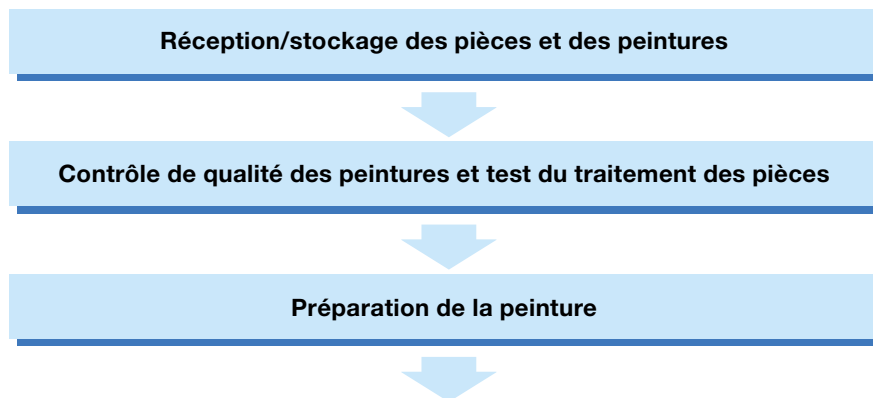 Réception/stockage des pièces et des peintures
Contrôle de qualité des peintures et test du traitement des pièces
Préparation de la peinture